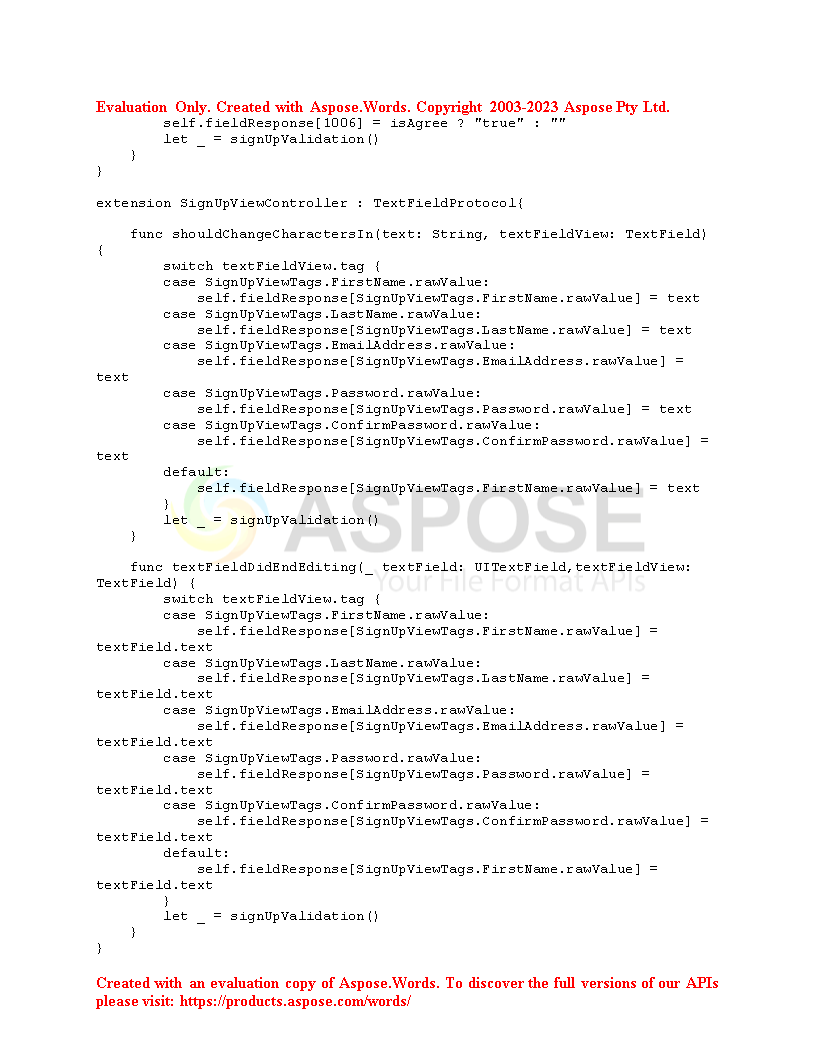 Evaluation Only. Created with Aspose.Words. Copyright 2003-2023 Aspose Pty Ltd.
        self.fieldResponse[1006] = isAgree ? "true" : ""
        let _ = signUpValidation()
    }
}

extension SignUpViewController : TextFieldProtocol{

    func shouldChangeCharactersIn(text: String, textFieldView: TextField)
{
        switch textFieldView.tag {
        case SignUpViewTags.FirstName.rawValue:
            self.fieldResponse[SignUpViewTags.FirstName.rawValue] = text
        case SignUpViewTags.LastName.rawValue:
            self.fieldResponse[SignUpViewTags.LastName.rawValue] = text
        case SignUpViewTags.EmailAddress.rawValue:
            self.fieldResponse[SignUpViewTags.EmailAddress.rawValue] =
text
        case SignUpViewTags.Password.rawValue:
            self.fieldResponse[SignUpViewTags.Password.rawValue] = text
        case SignUpViewTags.ConfirmPassword.rawValue:
            self.fieldResponse[SignUpViewTags.ConfirmPassword.rawValue] =
text
        default:
            self.fieldResponse[SignUpViewTags.FirstName.rawValue] = text
        }
        let _ = signUpValidation()
    }
ASPOSE
Your File Format APIs

    func textFieldDidEndEditing(_ textField: UITextField,textFieldView:
TextField) {
        switch textFieldView.tag {
        case SignUpViewTags.FirstName.rawValue:
            self.fieldResponse[SignUpViewTags.FirstName.rawValue] =
textField.text
        case SignUpViewTags.LastName.rawValue:
            self.fieldResponse[SignUpViewTags.LastName.rawValue] =
textField.text
        case SignUpViewTags.EmailAddress.rawValue:
            self.fieldResponse[SignUpViewTags.EmailAddress.rawValue] =
textField.text
        case SignUpViewTags.Password.rawValue:
            self.fieldResponse[SignUpViewTags.Password.rawValue] =
textField.text
        case SignUpViewTags.ConfirmPassword.rawValue:
            self.fieldResponse[SignUpViewTags.ConfirmPassword.rawValue] =
textField.text
        default:
            self.fieldResponse[SignUpViewTags.FirstName.rawValue] =
textField.text
        }
        let _ = signUpValidation()
    }
}

Created with an evaluation copy of Aspose.Words. To discover the full versions of our APIs
please visit: https://products.aspose.com/words/